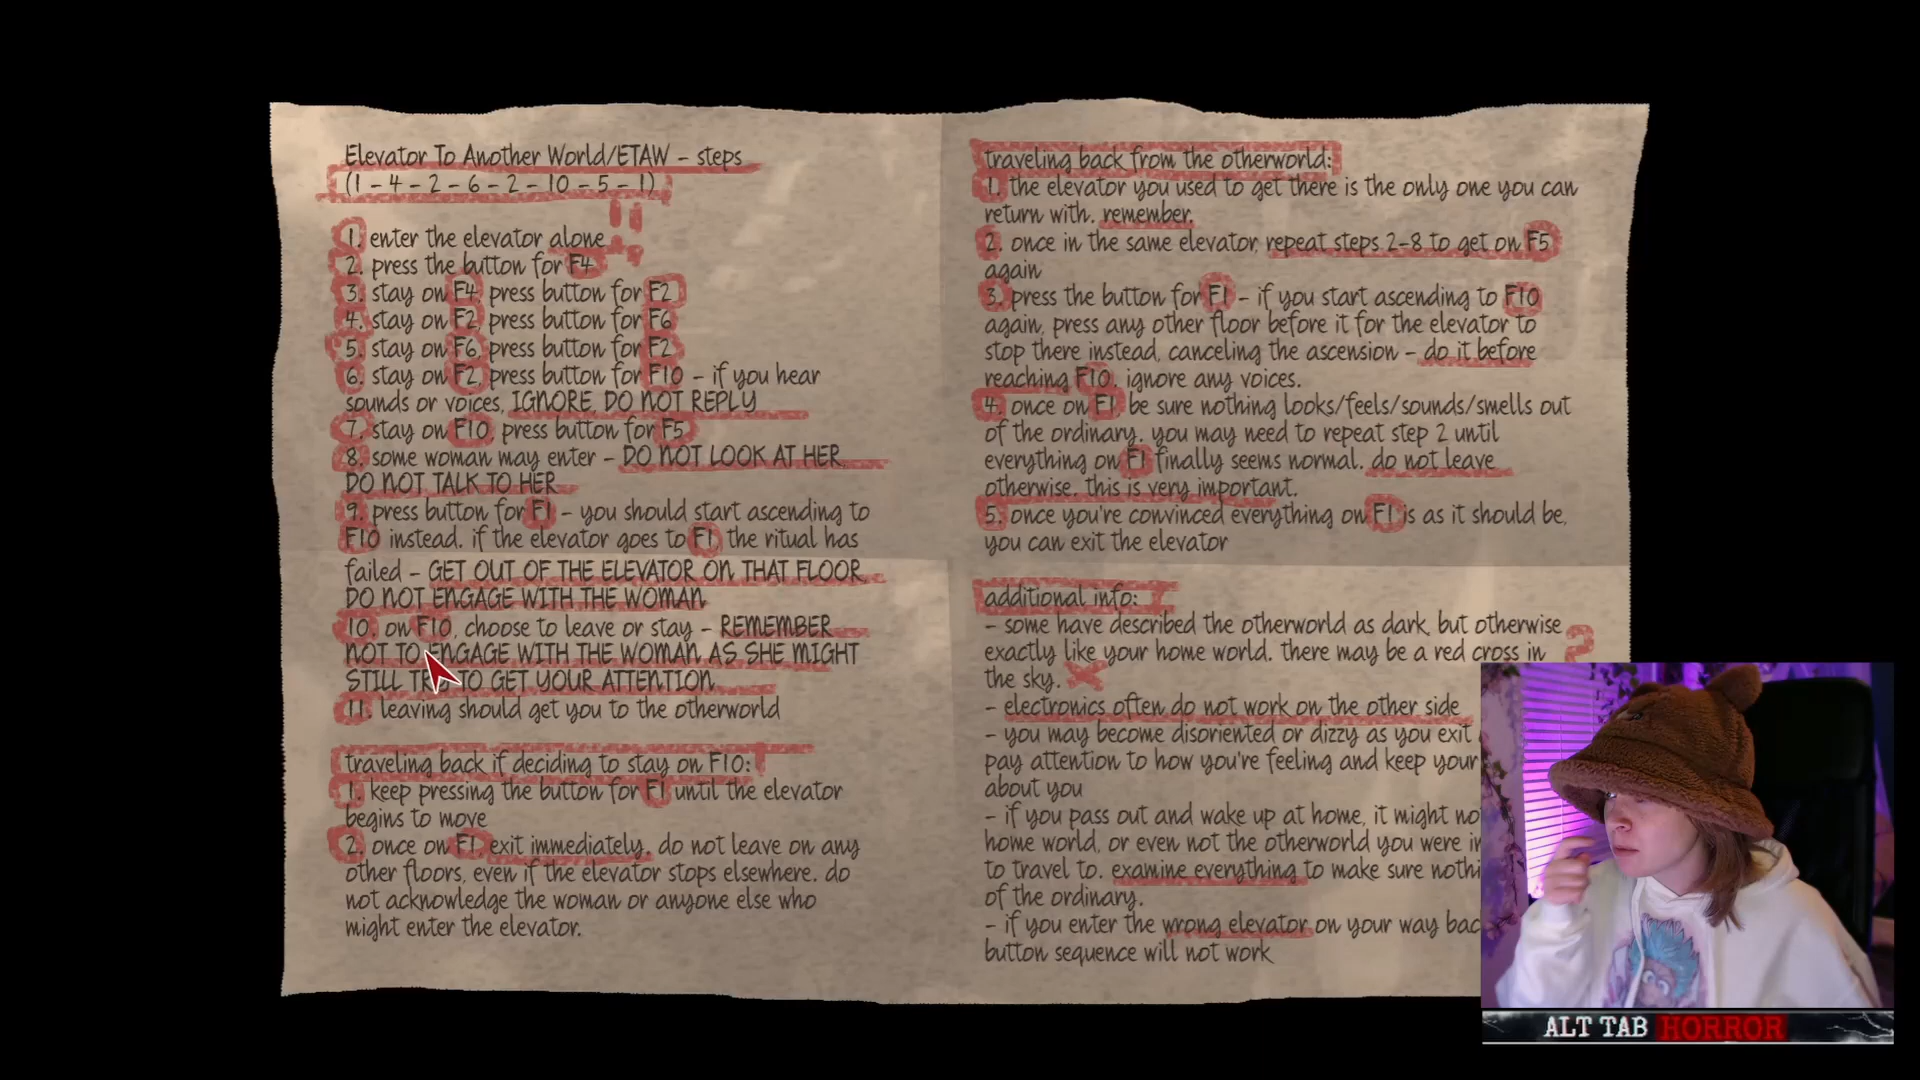 Elevator To Another World/ETAW - steps
(1 - 4 - 2 - 6 - 2 - 10 - 5 - 1)
1. enter the elevator alone
2. press the button for F4
3. stay on F4, press button for F2
4. stay on F2, press button for F6
5. stay on F6, press button for F2
6. stay on F2, press button for F10 - if you hear
sounds or voices, IGNORE. DO NOT REPLY
7. stay on F10, press button for F5
8. some woman may enter - DO NOT LOOK AT HER,
DO NOT TALK TO HER
9. press button for F1 - you should start ascending to
F10 instead. if the elevator goes to F1, the ritual has
failed - GET OUT OF THE ELEVATOR ON THAT FLOOR.
DO NOT ENGAGE WITH THE WOMAN
10. on F10, choose to leave or stay - REMEMBER
NOT TO ENGAGE WITH THE WOMAN AS SHE MIGHT
STILL TRY TO GET YOUR ATTENTION
11. leaving should get you to the otherworld
traveling back if deciding to stay on F10:
1. keep pressing the button for F1 until the elevator
begins to move
2. once on F1, exit immediately. do not leave on any
other floors, even if the elevator stops elsewhere. do
not acknowledge the woman or anyone else who
might enter the elevator.
traveling back from the otherworld:
1. the elevator you used to get there is the only one you can
return with. remember.
2. once in the same elevator, repeat steps 2-8 to get on F5
again
3. press the button for F1 - if you start ascending to F10
again, press any other floor before it for the elevator to
stop there instead, canceling the ascension - do it before
reaching F10. ignore any voices.
4. once on F1 be sure nothing looks/feels/sounds/smells out
of the ordinary. you may need to repeat step 2 until
everything on F1 finally seems normal. do not leave
otherwise. this is very important.
5. once you're convinced everything on F1 is as it should be,
you can exit the elevator
additional info:
- some have described the otherworld as dark, but otherwise
exactly like your home world. there may be a red cross in
the sky.
- electronics often do not work on the other side
- you may become disoriented or dizzy as you exit
pay attention to how you're feeling and keep your
about you
- if you pass out and wake up at home, it might
home world, or even not the otherworld you were
to travel to. examine everything to make sure
of the ordinary.
- if you enter the wrong elevator on your way
button sequence will not work
ALT TAB HORROR